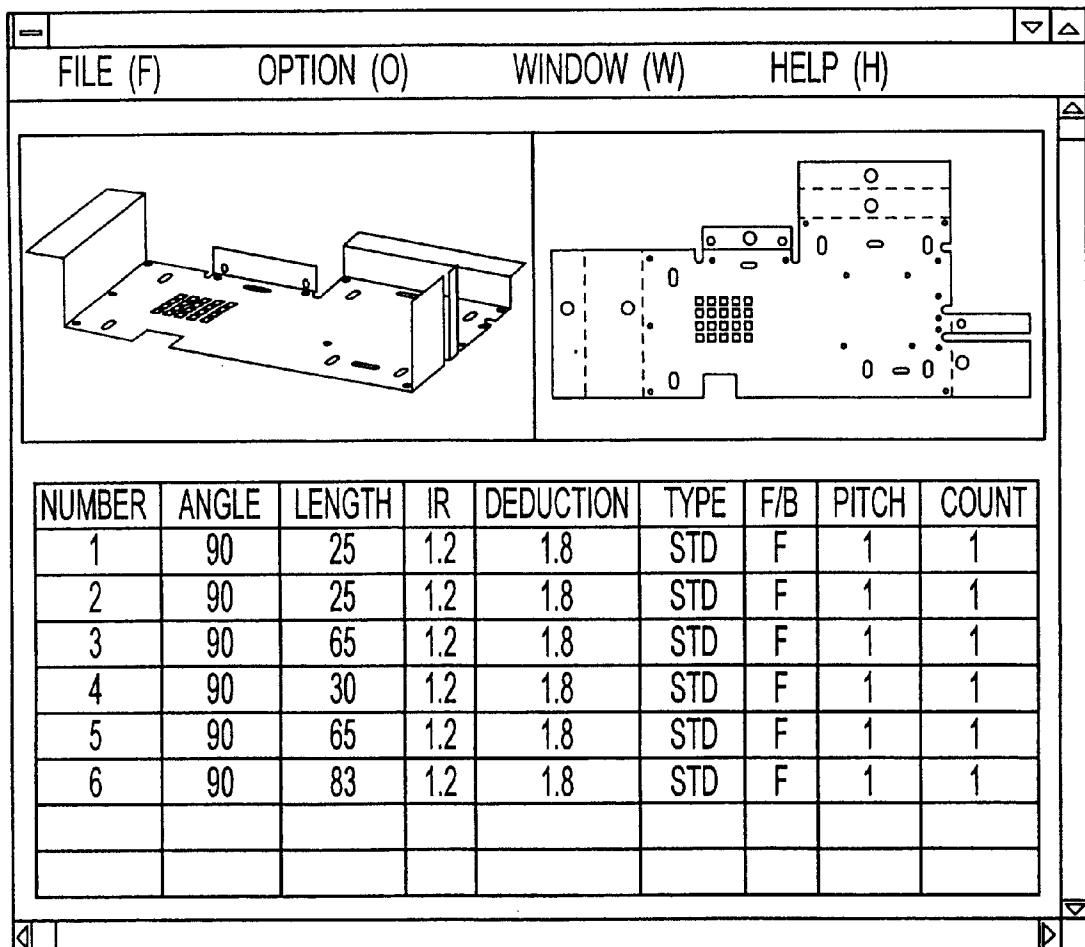 FILE (F) OPTION (O) WINDOW (W) HELP (H)
NUMBER ANGLE LENGTH IR DEDUCTION TYPE F/B PITCH COUNT
1 90 25 1.2 1.8 STD F 1 1
2 90 25 1.2 1.8 STD F 1 1
3 90 65 1.2 1.8 STD F 1 1
4 90 30 1.2 1.8 STD F 1 1
5 90 65 1.2 1.8 STD F 1 1
6 90 83 1.2 1.8 STD F 1 1